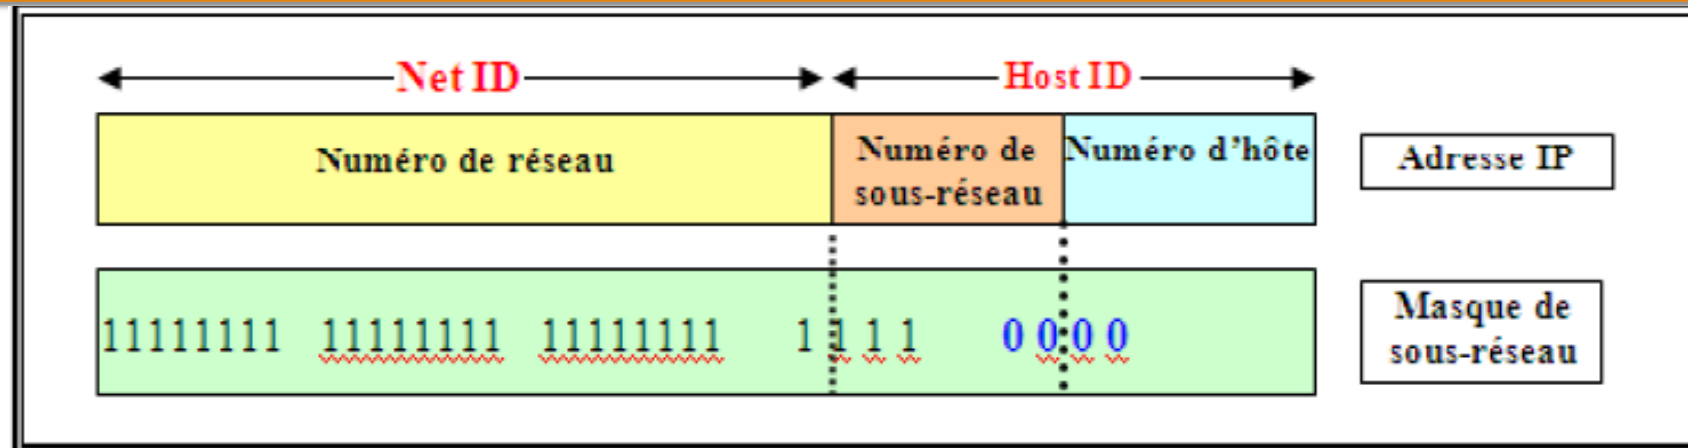 Net ID
Host ID
Numéro de réseau
Numéro de
sous-réseau
Numéro d'hôte
Adresse IP
11111111 11111111 11111111 1 1 1 1 0 0 0 0
Masque de
sous-réseau